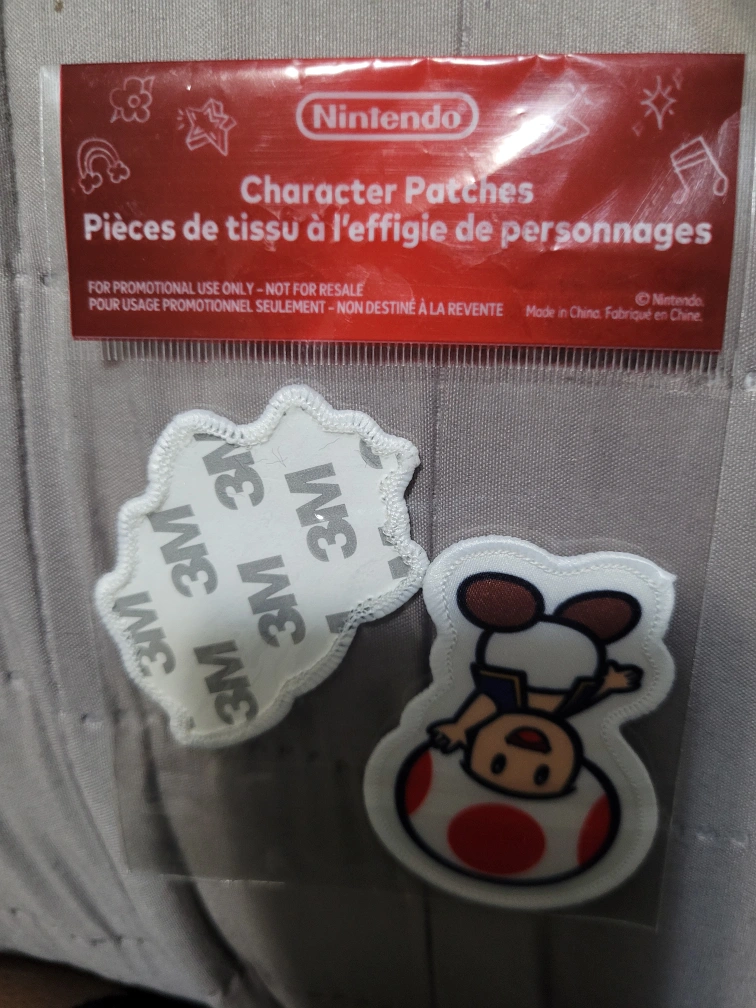 Nintendo
Character Patches
Pièces de tissu à l'effigie de personnages
FOR PROMOTIONAL USE ONLY – NOT FOR RESALE
POUR USAGE PROMOTIONNEL SEULEMENT – NON DESTINÉ À LA REVENTE
© Nintendo.
Made in China. Fabriqué en Chine.
3M
3M
3M
3M
3M
3M